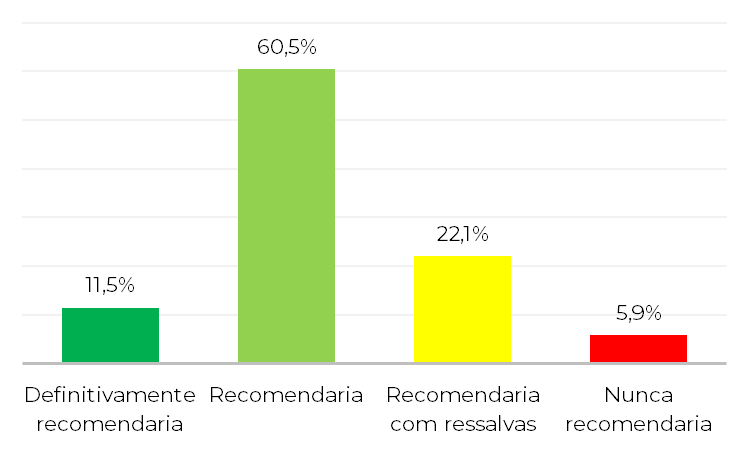 60,5%
22,1%
11,5%
5,9%
Definitivamente recomendaria
Recomendaria
Recomendaria com ressalvas
Nunca recomendaria